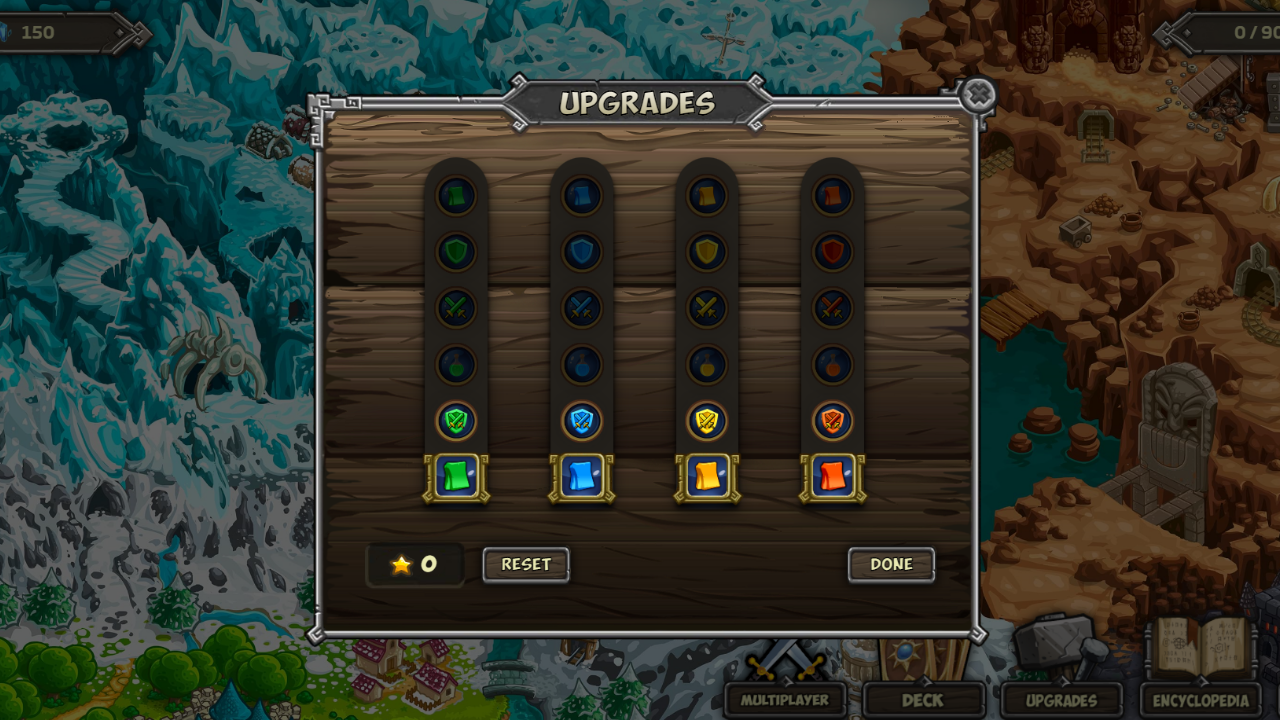 150
0 / 90
UPGRADES
0
RESET
DONE
MULTIPLAYER
DECK
UPGRADES
ENCYCLOPEDIA